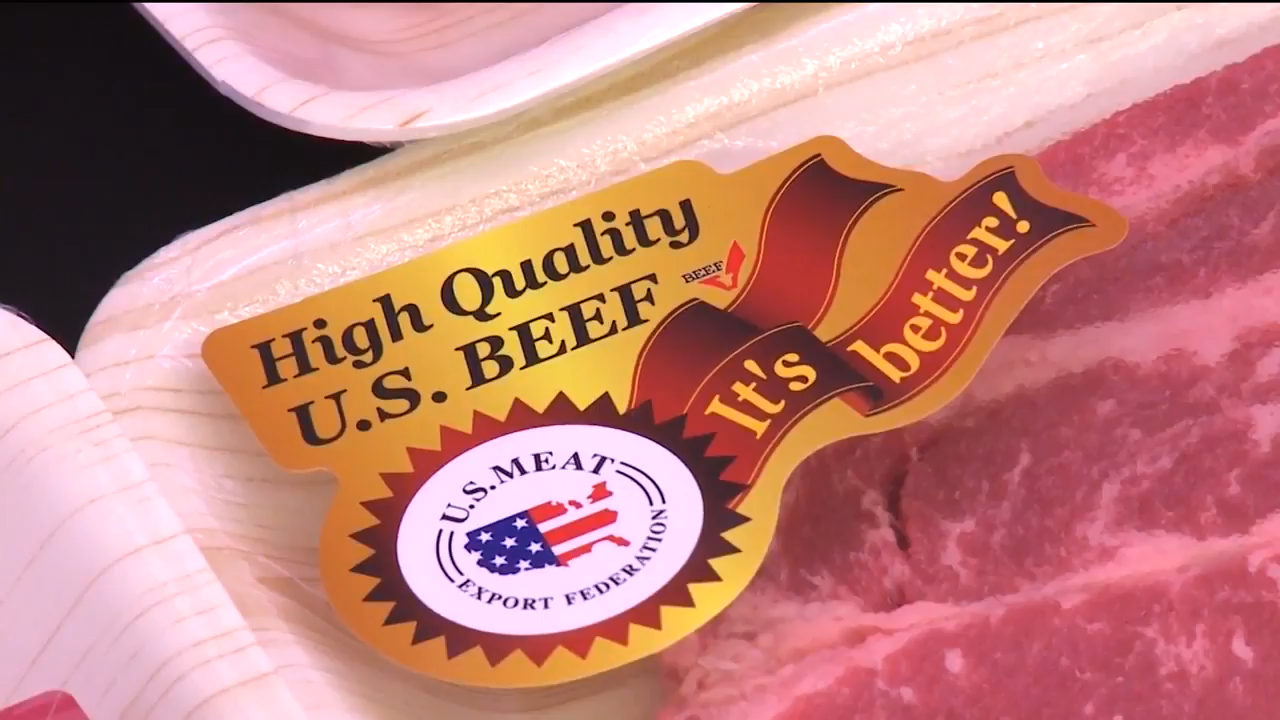 High Quality
U.S. BEEF
BEEF
It's better!
U.S. MEAT
EXPORT FEDERATION